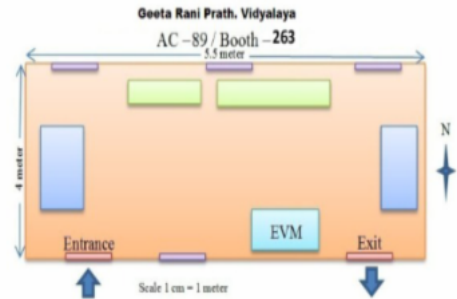 Geeta Rani Prath. Vidyalaya
AC –89 / Booth –263
5.5 meter
4 meter
N
EVM
Entrance
Exit
Scale 1 cm = 1 meter